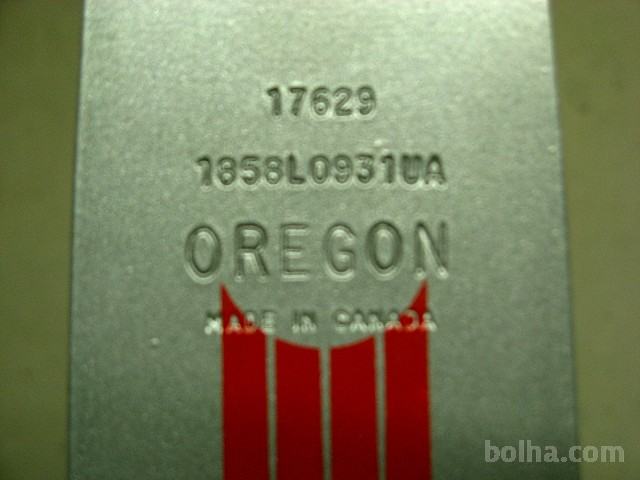 17629
1858L0931UA
OREGON
MADE IN CANADA
bolha.com